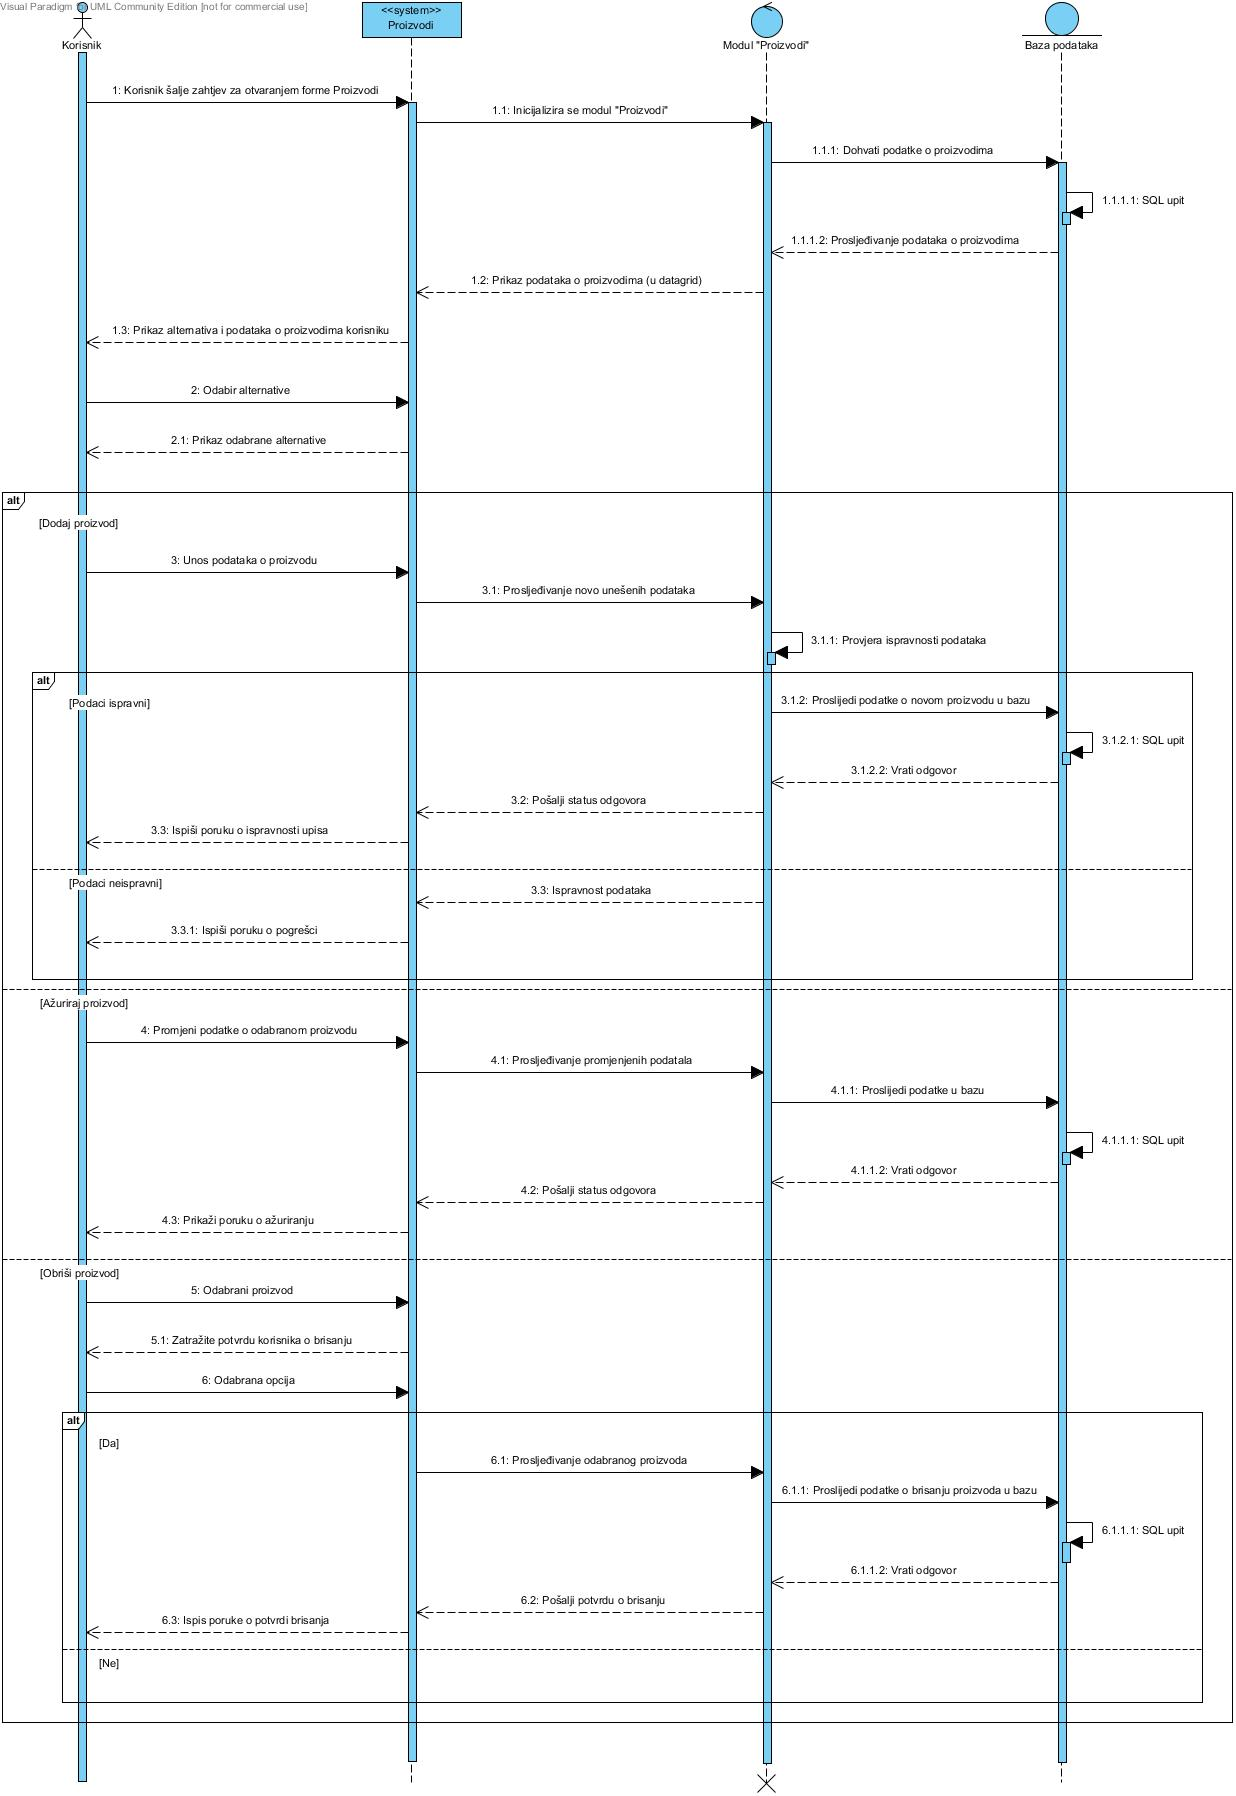 Visual Paradigm UML Community Edition [not for commercial use]
<<system>>
Proizvodi
Korisnik
Modul "Proizvodi"
Baza podataka
1: Korisnik šalje zahtjev za otvaranjem forme Proizvodi
1.1: Inicijalizira se modul "Proizvodi"
1.1.1: Dohvati podatke o proizvodima
1.1.1.1: SQL upit
1.1.1.2: Prosljeđivanje podataka o proizvodima
1.2: Prikaz podataka o proizvodima (u datagrid)
1.3: Prikaz alternativa i podataka o proizvodima korisniku
2: Odabir alternative
2.1: Prikaz odabrane alternative
alt
[Dodaj proizvod]
3: Unos podataka o proizvodu
3.1: Prosljeđivanje novo unešenih podataka
3.1.1: Provjera ispravnosti podataka
alt
[Podaci ispravni]
3.1.2: Proslijedi podatke o novom proizvodu u bazu
3.1.2.1: SQL upit
3.1.2.2: Vrati odgovor
3.2: Pošalji status odgovora
3.3: Ispiši poruku o ispravnosti upisa
[Podaci neispravni]
3.3: Ispravnost podataka
3.3.1: Ispiši poruku o pogrešci
[Ažuriraj proizvod]
4: Promjeni podatke o odabranom proizvodu
4.1: Prosljeđivanje promjenjenih podatala
4.1.1: Proslijedi podatke u bazu
4.1.1.1: SQL upit
4.1.1.2: Vrati odgovor
4.2: Pošalji status odgovora
4.3: Prikaži poruku o ažuriranju
[Obriši proizvod]
5: Odabrani proizvod
5.1: Zatražite potvrdu korisnika o brisanju
6: Odabrana opcija
alt
[Da]
6.1: Prosljeđivanje odabranog proizvoda
6.1.1: Proslijedi podatke o brisanju proizvoda u bazu
6.1.1.1: SQL upit
6.1.1.2: Vrati odgovor
6.2: Pošalji potvrdu o brisanju
6.3: Ispis poruke o potvrdi brisanja
[Ne]